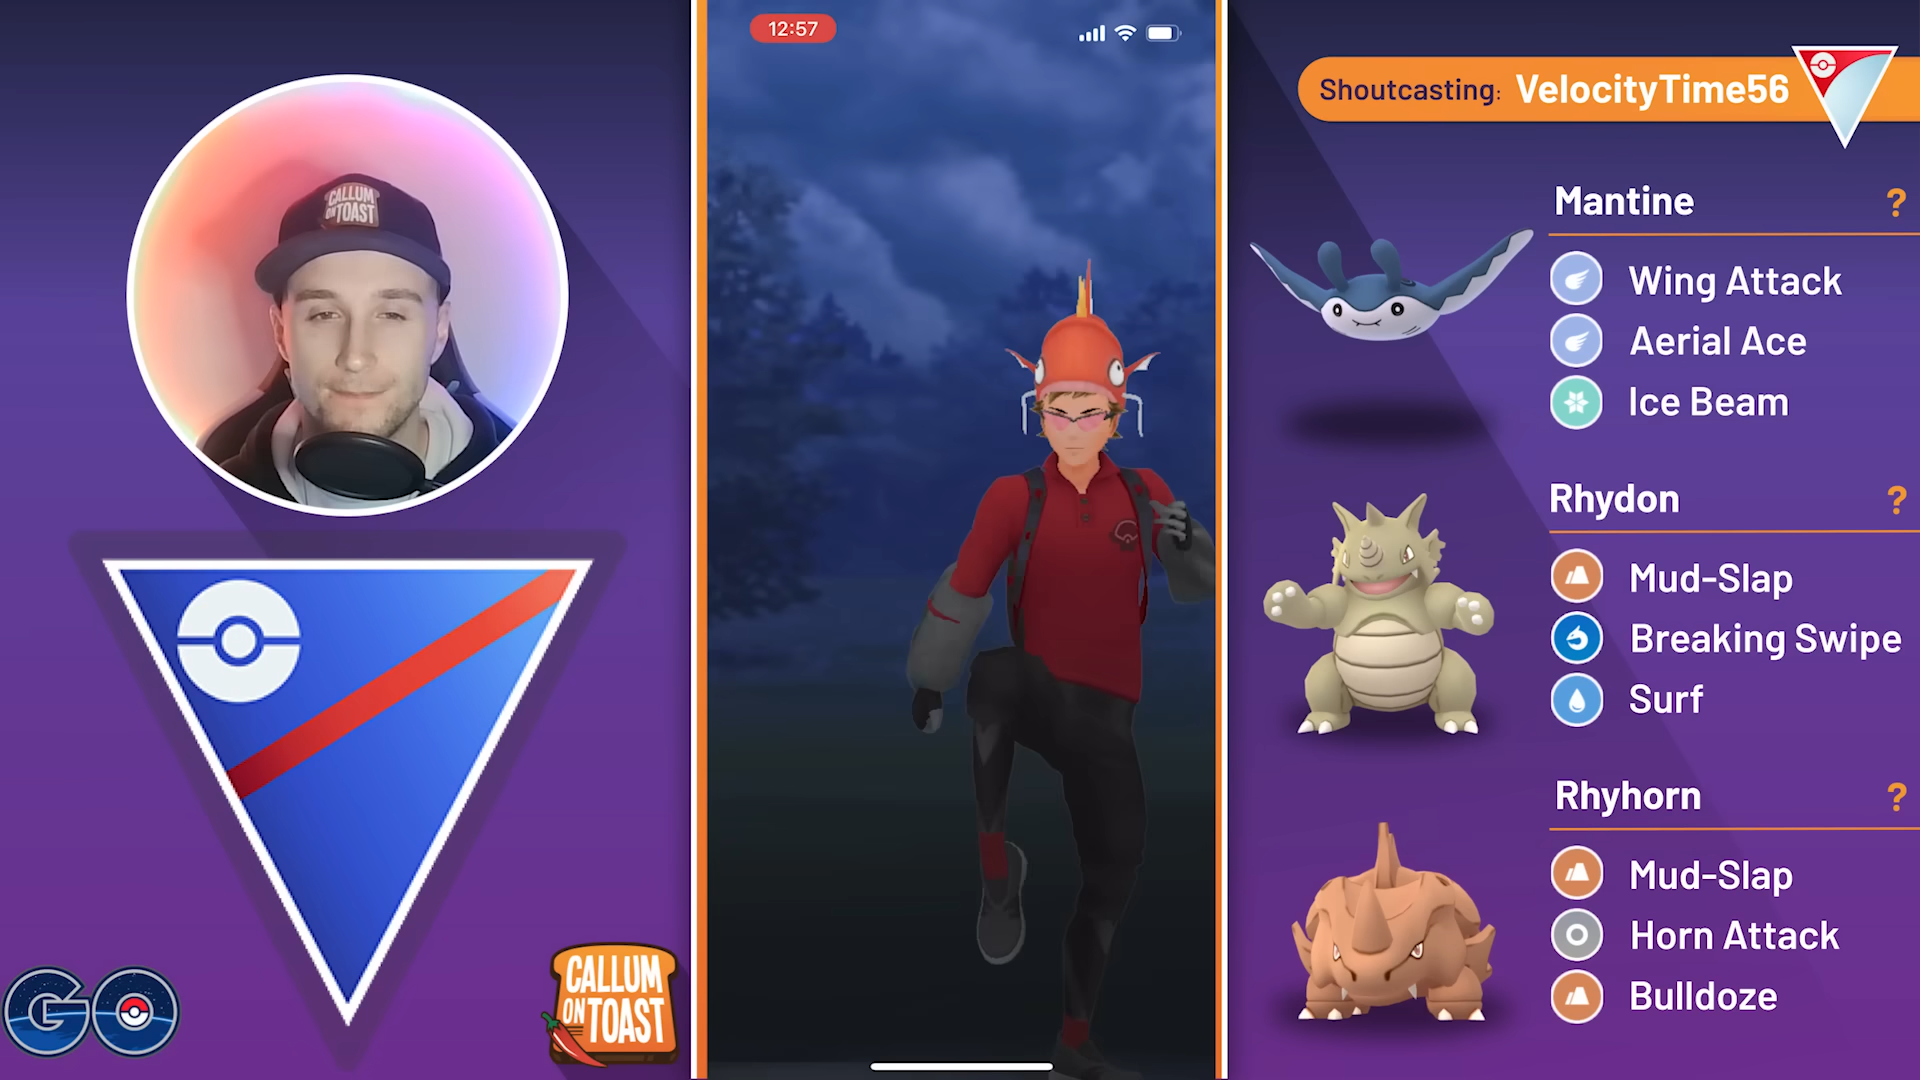 12:57
Shoutcasting: VelocityTime56
CALLUM
ON TOAST
Mantine ?
Wing Attack
Aerial Ace
Ice Beam
Rhydon ?
Mud-Slap
Breaking Swipe
Surf
Rhyhorn ?
Mud-Slap
Horn Attack
Bulldoze
GO
CALLUM
ON TOAST